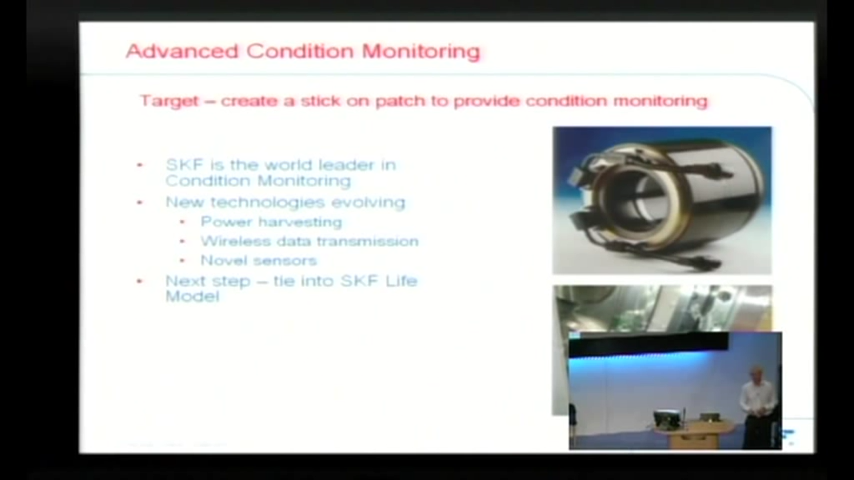 Advanced Condition Monitoring
Target – create a stick on patch to provide condition monitoring
• SKF is the world leader in
Condition Monitoring
• New technologies evolving
• Power harvesting
• Wireless data transmission
• Novel sensors
• Next step – tie into SKF Life
Model